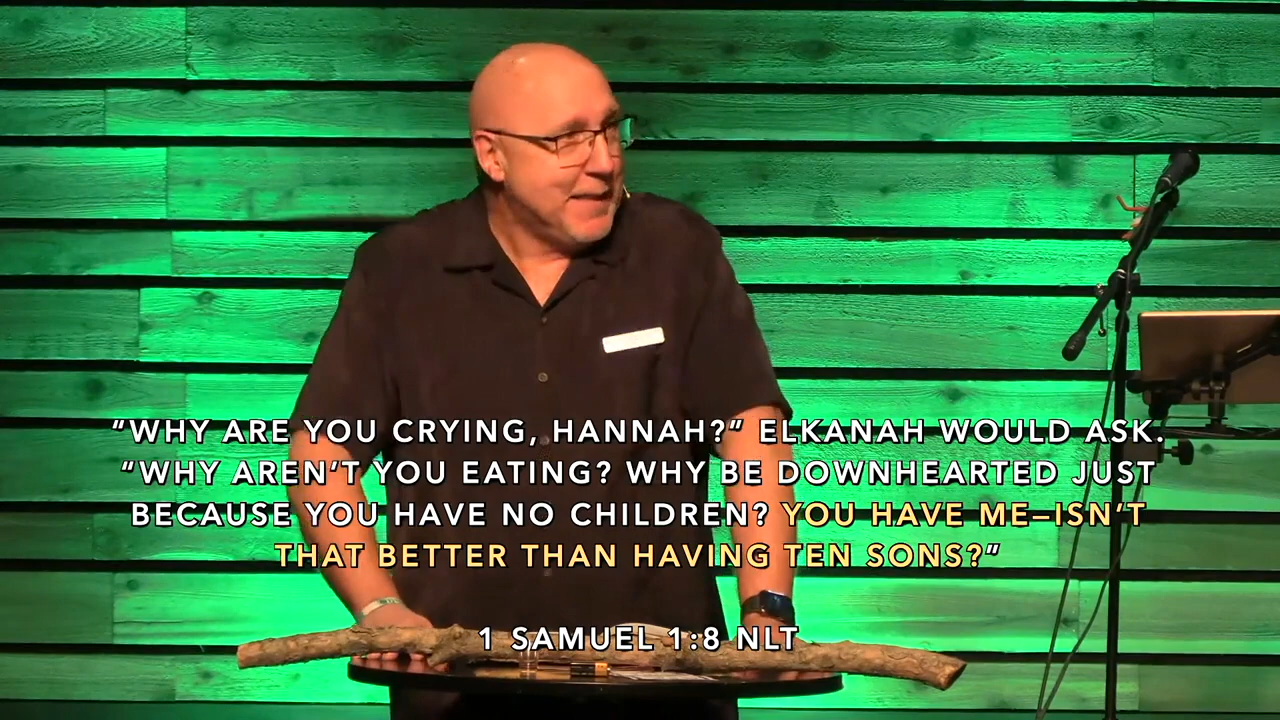 “WHY ARE YOU CRYING, HANNAH?” ELKANAH WOULD ASK.
“WHY AREN’T YOU EATING? WHY BE DOWNHEARTED JUST
BECAUSE YOU HAVE NO CHILDREN? YOU HAVE ME–ISN’T
THAT BETTER THAN HAVING TEN SONS?”
1 SAMUEL 1:8 NLT